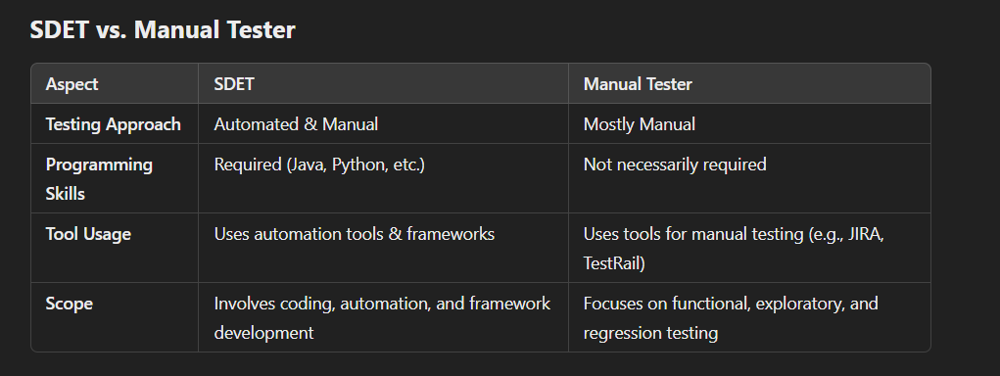 SDET vs. Manual Tester
Aspect SDET Manual Tester
Testing Approach Automated & Manual Mostly Manual
Programming Skills Required (Java, Python, etc.) Not necessarily required
Tool Usage Uses automation tools & frameworks Uses tools for manual testing (e.g., JIRA, TestRail)
Scope Involves coding, automation, and framework development Focuses on functional, exploratory, and regression testing